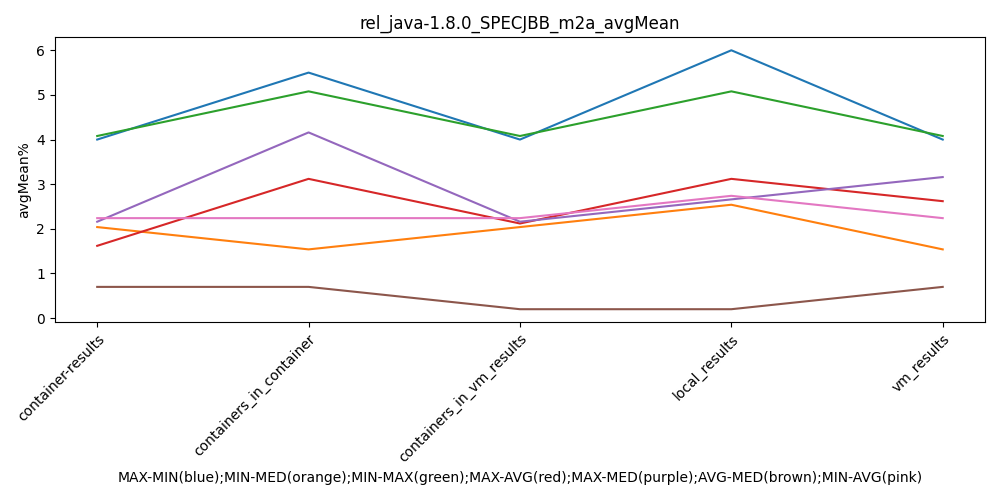 rel_java-1.8.0_SPECJBB_m2a_avgMean
avgMean%
6
5
4
3
2
1
0
container-results
containers_in_container
containers_in_vm_results
local_results
vm_results
MAX-MIN(blue);MIN-MED(orange);MIN-MAX(green);MAX-AVG(red);MAX-MED(purple);AVG-MED(brown);MIN-AVG(pink)